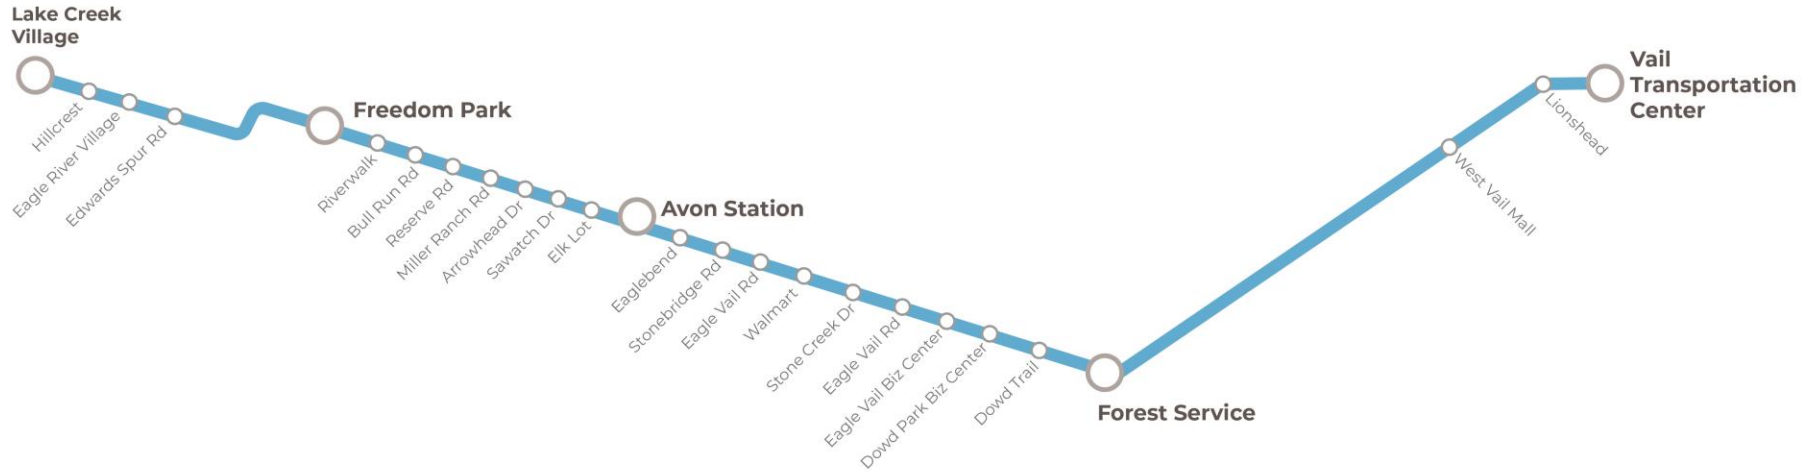 Lake Creek
Village
Hillcrest
Eagle River Village
Edwards Spur Rd
Freedom Park
Riverwalk
Bull Run Rd
Reserve Rd
Miller Ranch Rd
Arrowhead Dr
Sawatch Dr
Elk Lot
Avon Station
Eaglebend
Stonebridge Rd
Eagle Vail Rd
Walmart
Stone Creek Dr
Eagle Vail Rd
Eagle Vail Biz Center
Dowd Park Biz Center
Dowd Trail
Forest Service
West Vail Mall
Lionshead
Vail
Transportation
Center